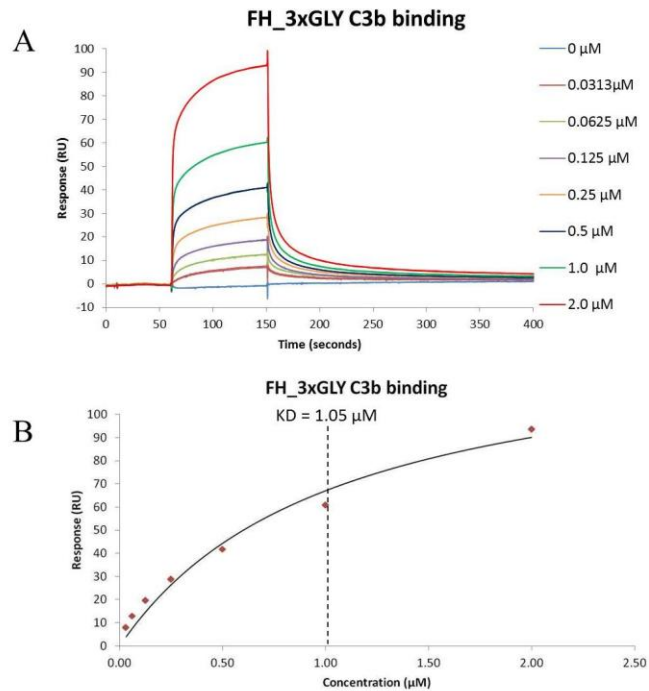 FH_3xGLY C3b binding
A
100
90
80
70
60
50
40
30
20
10
0
-10
Response (RU)
0 50 100 150 200 250 300 350 400
Time (seconds)
0 µM
0.0313µM
0.0625 µM
0.125 µM
0.25 µM
0.5 µM
1.0 µM
2.0 µM
FH_3xGLY C3b binding
B
KD = 1.05 µM
100
90
80
70
60
50
40
30
20
10
0
Response (RU)
0.00 0.50 1.00 1.50 2.00 2.50
Concentration (µM)